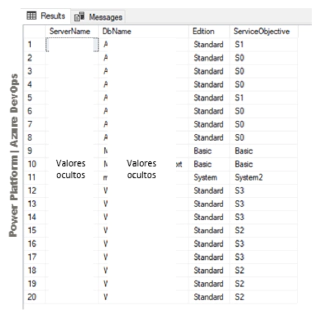 Results Messages
ServerName DbName Edition ServiceObjective
1 A Standard S1
2 A Standard S0
3 A Standard S0
4 A Standard S0
5 A Standard S1
6 A Standard S0
7 A Standard S0
8 A Standard S0
9 Basic Basic
10 Basic Basic
11 System System2
12 V Standard S3
13 V Standard S3
14 V Standard S3
15 V Standard S2
16 V Standard S3
17 V Standard S3
18 V Standard S2
19 V Standard S2
20 V Standard S2
Valores ocultos
Valores ocultos
Power Platform | Azure DevOps